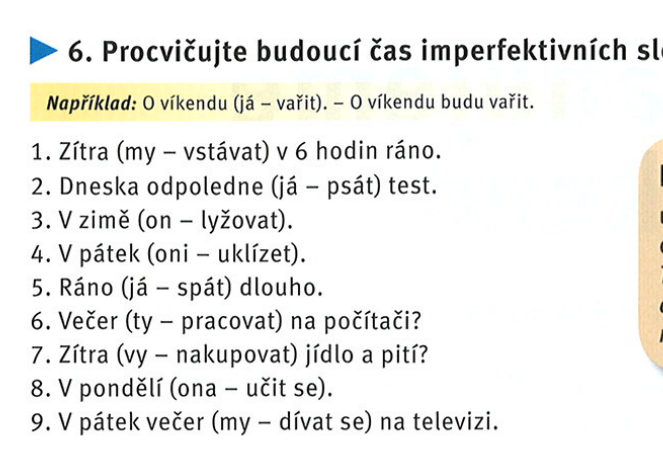 6. Procvičujte budoucí čas imperfektivních
Například: O víkendu (já – vařit). – O víkendu budu vařit.
1. Zítra (my – vstávat) v 6 hodin ráno.
2. Dneska odpoledne (já – psát) test.
3. V zimě (on – lyžovat).
4. V pátek (oni – uklízet).
5. Ráno (já – spát) dlouho.
6. Večer (ty – pracovat) na počítači?
7. Zítra (vy – nakupovat) jídlo a pití?
8. V pondělí (ona – učit se).
9. V pátek večer (my – dívat se) na televizi.